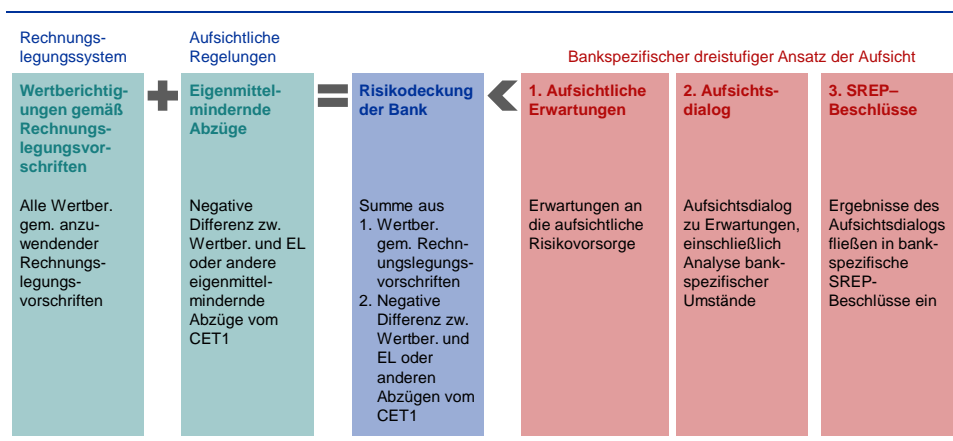 Rechnungs-
legungssystem
Aufsichtliche
Regelungen
Bankspezifischer dreistufiger Ansatz der Aufsicht
Wertberichtig-
ungen gemäß
Rechnungs-
legungsvor-
schriften
Eigenmittel-
mindernde
Abzüge
Risikodeckung
der Bank
1. Aufsichtliche
Erwartungen
2. Aufsichts-
dialog
3. SREP–
Beschlüsse
Alle Wertber.
gem. anzu-
wendender
Rechnungs-
legungs-
vorschriften
Negative
Differenz zw.
Wertber. und EL
oder andere
eigenmittel-
mindernde
Abzüge vom
CET1
Summe aus
1. Wertber.
gem. Rechn-
ungslegungs-
vorschriften
2. Negative
Differenz zw.
Wertber. und
EL oder
anderen
Abzügen vom
CET1
Erwartungen an
die aufsichtliche
Risikovorsorge
Aufsichtsdialog
zu Erwartungen,
einschließlich
Analyse bank-
spezifischer
Umstände
Ergebnisse des
Aufsichtsdialogs
fließen in bank-
spezifische
SREP-
Beschlüsse ein